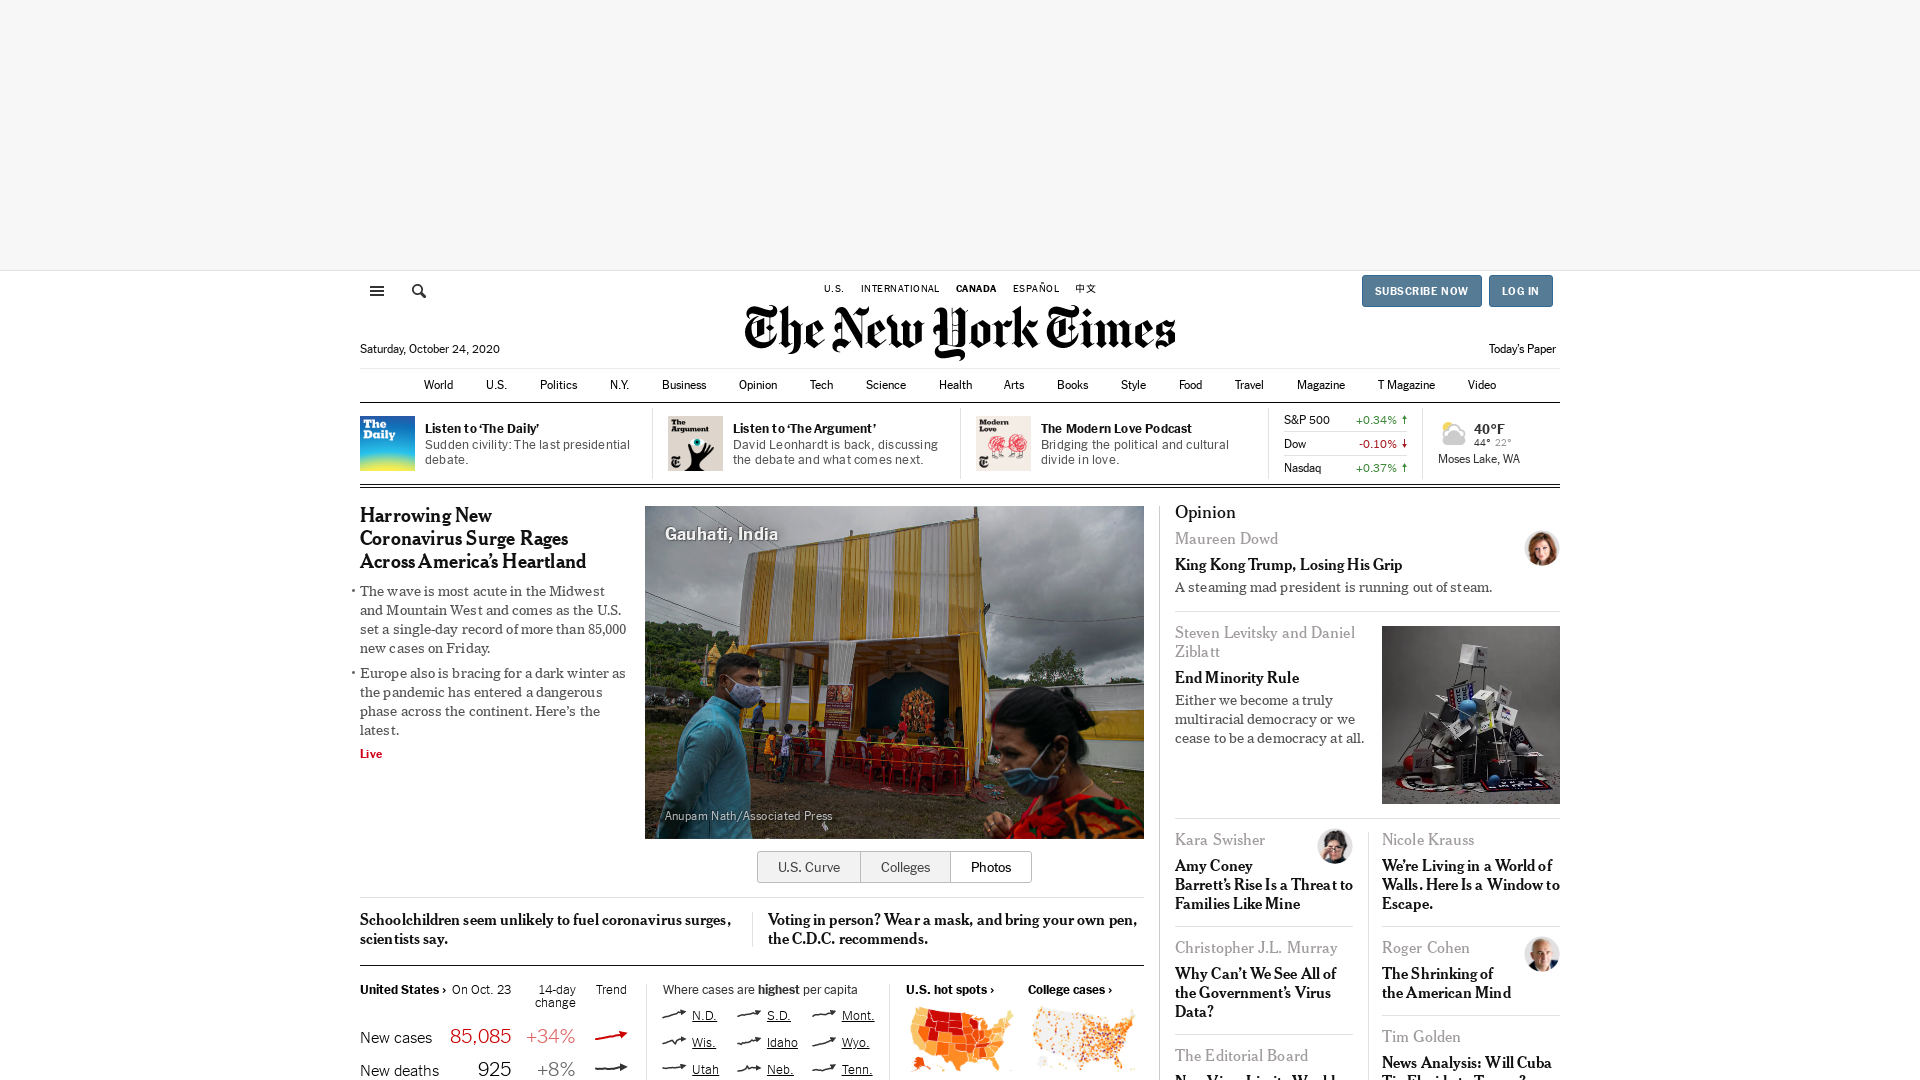 U.S. INTERNATIONAL CANADA ESPAÑOL 中文
SUBSCRIBE NOW
LOG IN
The New York Times
Saturday, October 24, 2020
Today's Paper
World U.S. Politics N.Y. Business Opinion Tech Science Health Arts Books Style Food Travel Magazine T Magazine Video
The Daily
Listen to ‘The Daily’
Sudden civility: The last presidential
debate.
The Argument
Listen to ‘The Argument’
David Leonhardt is back, discussing
the debate and what comes next.
Modern Love
The Modern Love Podcast
Bridging the political and cultural
divide in love.
S&P 500 +0.34% ↑
Dow -0.10% ↓
Nasdaq +0.37% ↑
40°F
44° 22°
Moses Lake, WA
Harrowing New
Coronavirus Surge Rages
Across America’s Heartland
• The wave is most acute in the Midwest
and Mountain West and comes as the U.S.
set a single-day record of more than 85,000
new cases on Friday.
• Europe also is bracing for a dark winter as
the pandemic has entered a dangerous
phase across the continent. Here’s the
latest.
Live
Gauhati, India
Anupam Nath/Associated Press
U.S. Curve Colleges Photos
Schoolchildren seem unlikely to fuel coronavirus surges,
scientists say.
Voting in person? Wear a mask, and bring your own pen,
the C.D.C. recommends.
United States › On Oct. 23 14-day
change Trend
New cases 85,085 +34%
New deaths 925 +8%
Where cases are highest per capita
N.D. S.D. Mont.
Wis. Idaho Wyo.
Utah Neb. Tenn.
U.S. hot spots ›
College cases ›
Opinion
Maureen Dowd
King Kong Trump, Losing His Grip
A steaming mad president is running out of steam.
Steven Levitsky and Daniel
Ziblatt
End Minority Rule
Either we become a truly
multiracial democracy or we
cease to be a democracy at all.
Kara Swisher
Amy Coney
Barrett’s Rise Is a Threat to
Families Like Mine
Nicole Krauss
We’re Living in a World of
Walls. Here Is a Window to
Escape.
Christopher J.L. Murray
Why Can’t We See All of
the Government’s Virus
Data?
Roger Cohen
The Shrinking of
the American Mind
The Editorial Board
Tim Golden
News Analysis: Will Cuba